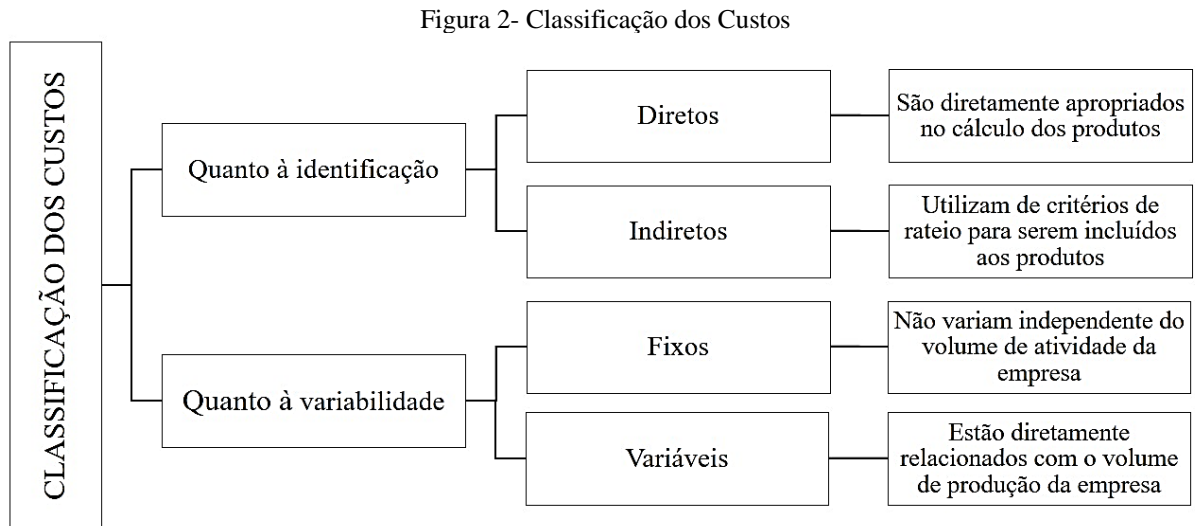 Figura 2- Classificação dos Custos
CLASSIFICAÇÃO DOS CUSTOS
Quanto à identificação
Diretos
São diretamente apropriados
no cálculo dos produtos
Indiretos
Utilizam de critérios de
rateio para serem incluídos
aos produtos
Quanto à variabilidade
Fixos
Não variam independente do
volume de atividade da
empresa
Variáveis
Estão diretamente
relacionados com o volume
de produção da empresa